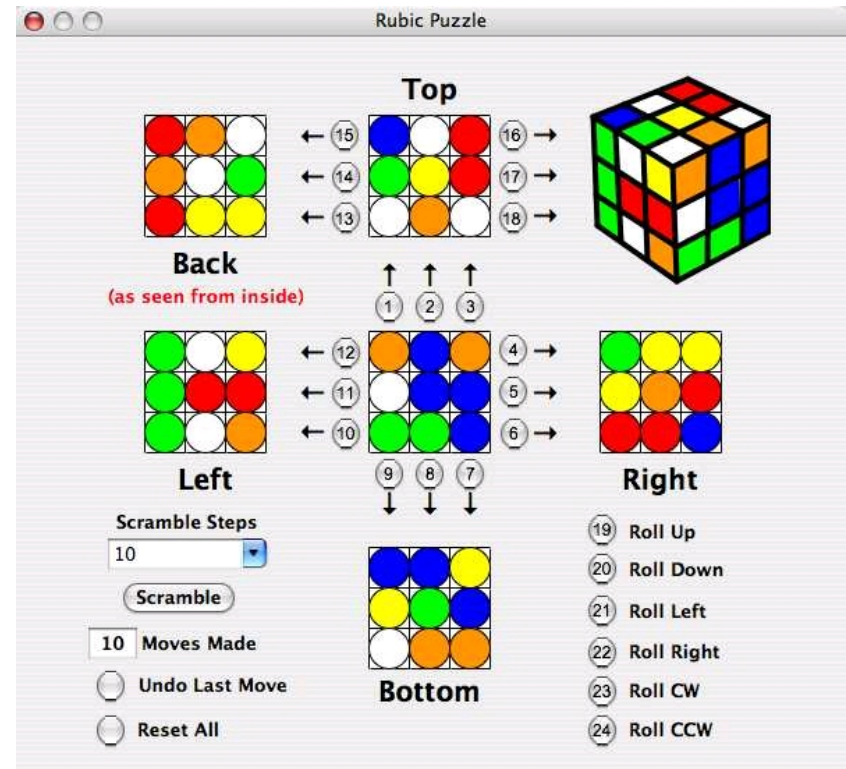 Rubic Puzzle
Top
15 16
14 17
13 18
Back
(as seen from inside)
1 2 3
12 4
11 5
10 6
Left
9 8 7
Right
Scramble Steps
10
Scramble
10 Moves Made
Undo Last Move
Reset All
Bottom
19 Roll Up
20 Roll Down
21 Roll Left
22 Roll Right
23 Roll CW
24 Roll CCW